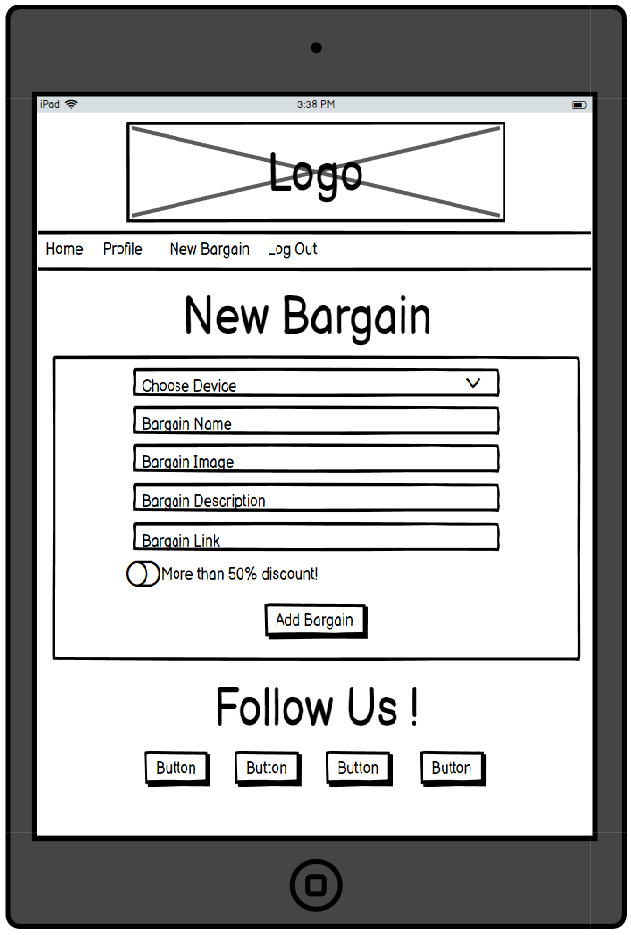 iPad 3:38 PM
Logo
Home Profile New Bargain Log Out
New Bargain
Choose Device
Bargain Name
Bargain Image
Bargain Description
Bargain Link
More than 50% discount!
Add Bargain
Follow Us !
Button Button Button Button